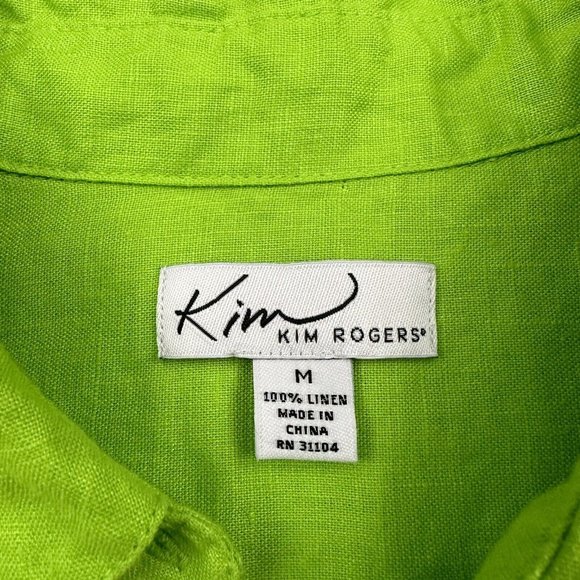 Kim
KIM ROGERS®
M
100% LINEN
MADE IN
CHINA
RN 31104